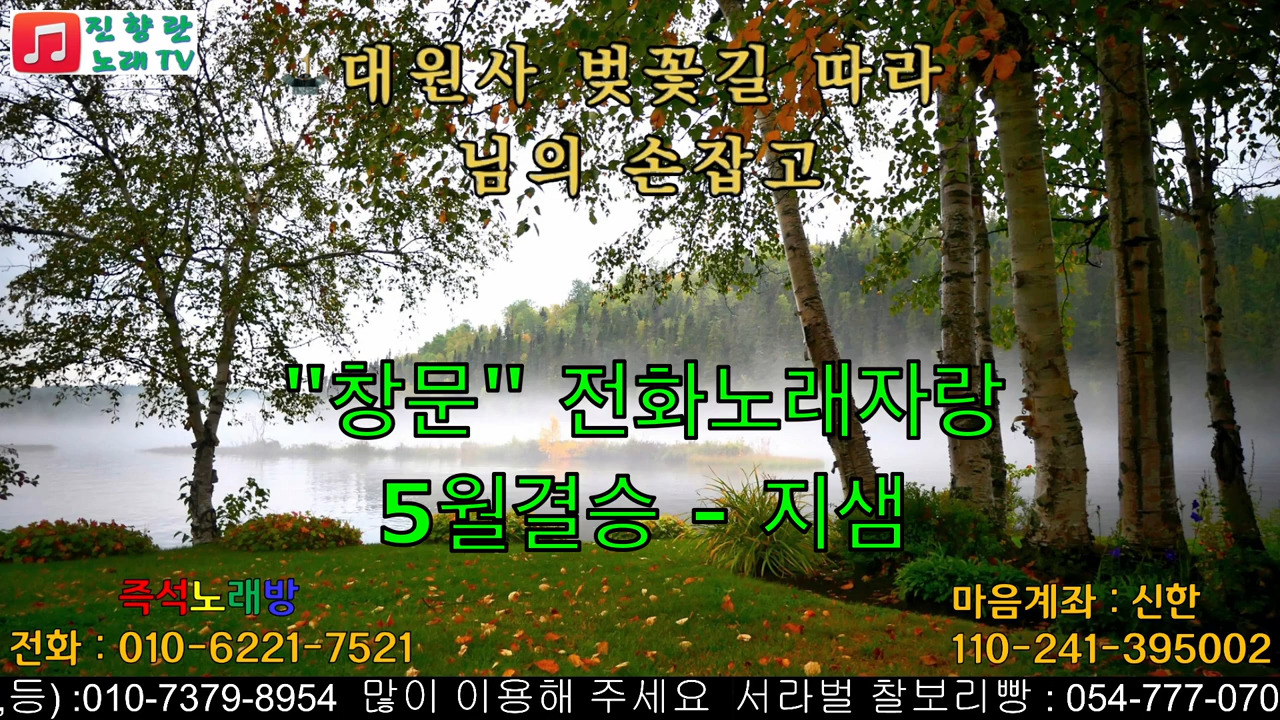 진향란
노래TV
대원사 벚꽃길 따라
님의 손잡고
"창문" 전화노래자랑
5월결승 - 지샘
즉석노래방
전화 : 010-6221-7521
마음계좌 : 신한
110-241-395002
,등) :010-7379-8954 많이 이용해 주세요 서라벌 찰보리빵 : 054-777-070